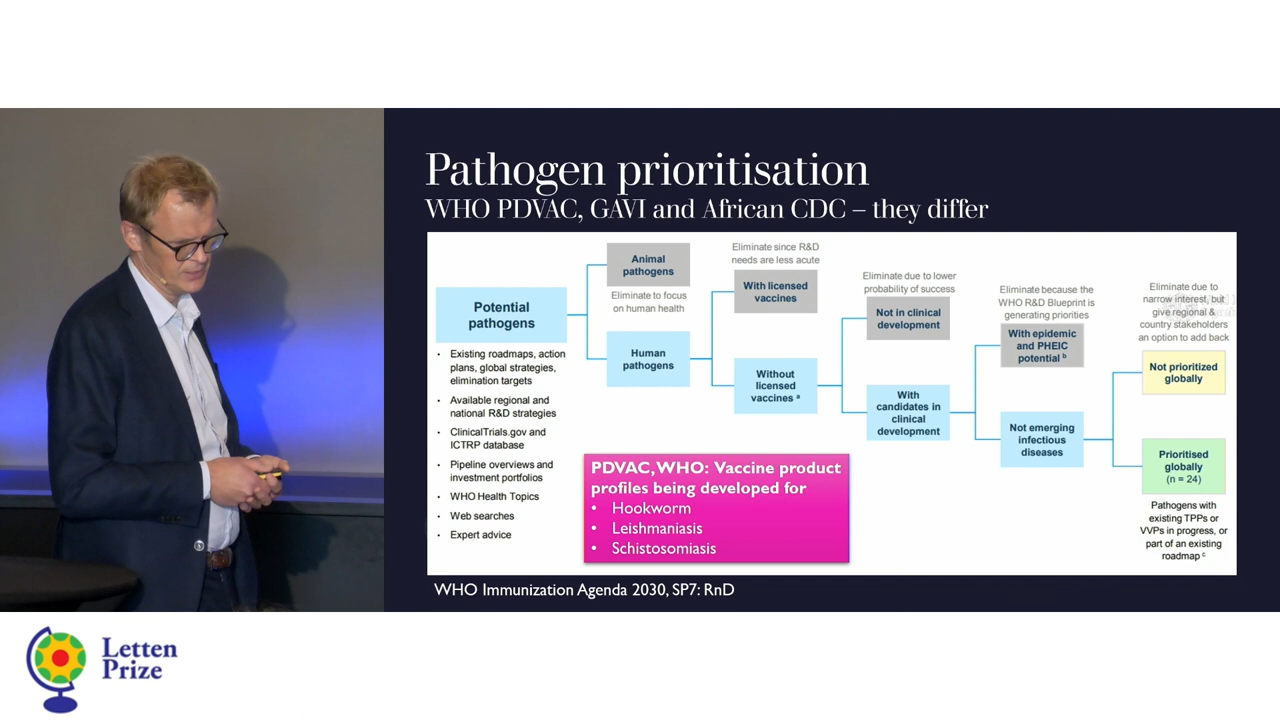 Pathogen prioritisation
WHO PDVAC, GAVI and African CDC – they differ
Potential
pathogens
• Existing roadmaps, action
plans, global strategies,
elimination targets
• Available regional and
national R&D strategies
• ClinicalTrials.gov and
ICTRP database
• Pipeline overviews and
investment portfolios
• WHO Health Topics
• Web searches
• Expert advice
Animal
pathogens
Eliminate to focus
on human health
Human
pathogens
Eliminate since R&D
needs are less acute
With licensed
vaccines
Without
licensed
vaccines ᵃ
Eliminate due to lower
probability of success
Not in clinical
development
With
candidates in
clinical
development
Eliminate because the
WHO R&D Blueprint is
generating priorities
With epidemic
and PHEIC
potential ᵇ
Not emerging
infectious
diseases
Eliminate due to
narrow interest, but
give regional &
country stakeholders
an option to add back
Not prioritized
globally
Prioritised
globally
(n = 24)
Pathogens with
existing TPPs or
VVPs in progress, or
part of an existing
roadmap ᶜ
PDVAC, WHO: Vaccine product
profiles being developed for
• Hookworm
• Leishmaniasis
• Schistosomiasis
WHO Immunization Agenda 2030, SP7: RnD
Letten
Prize